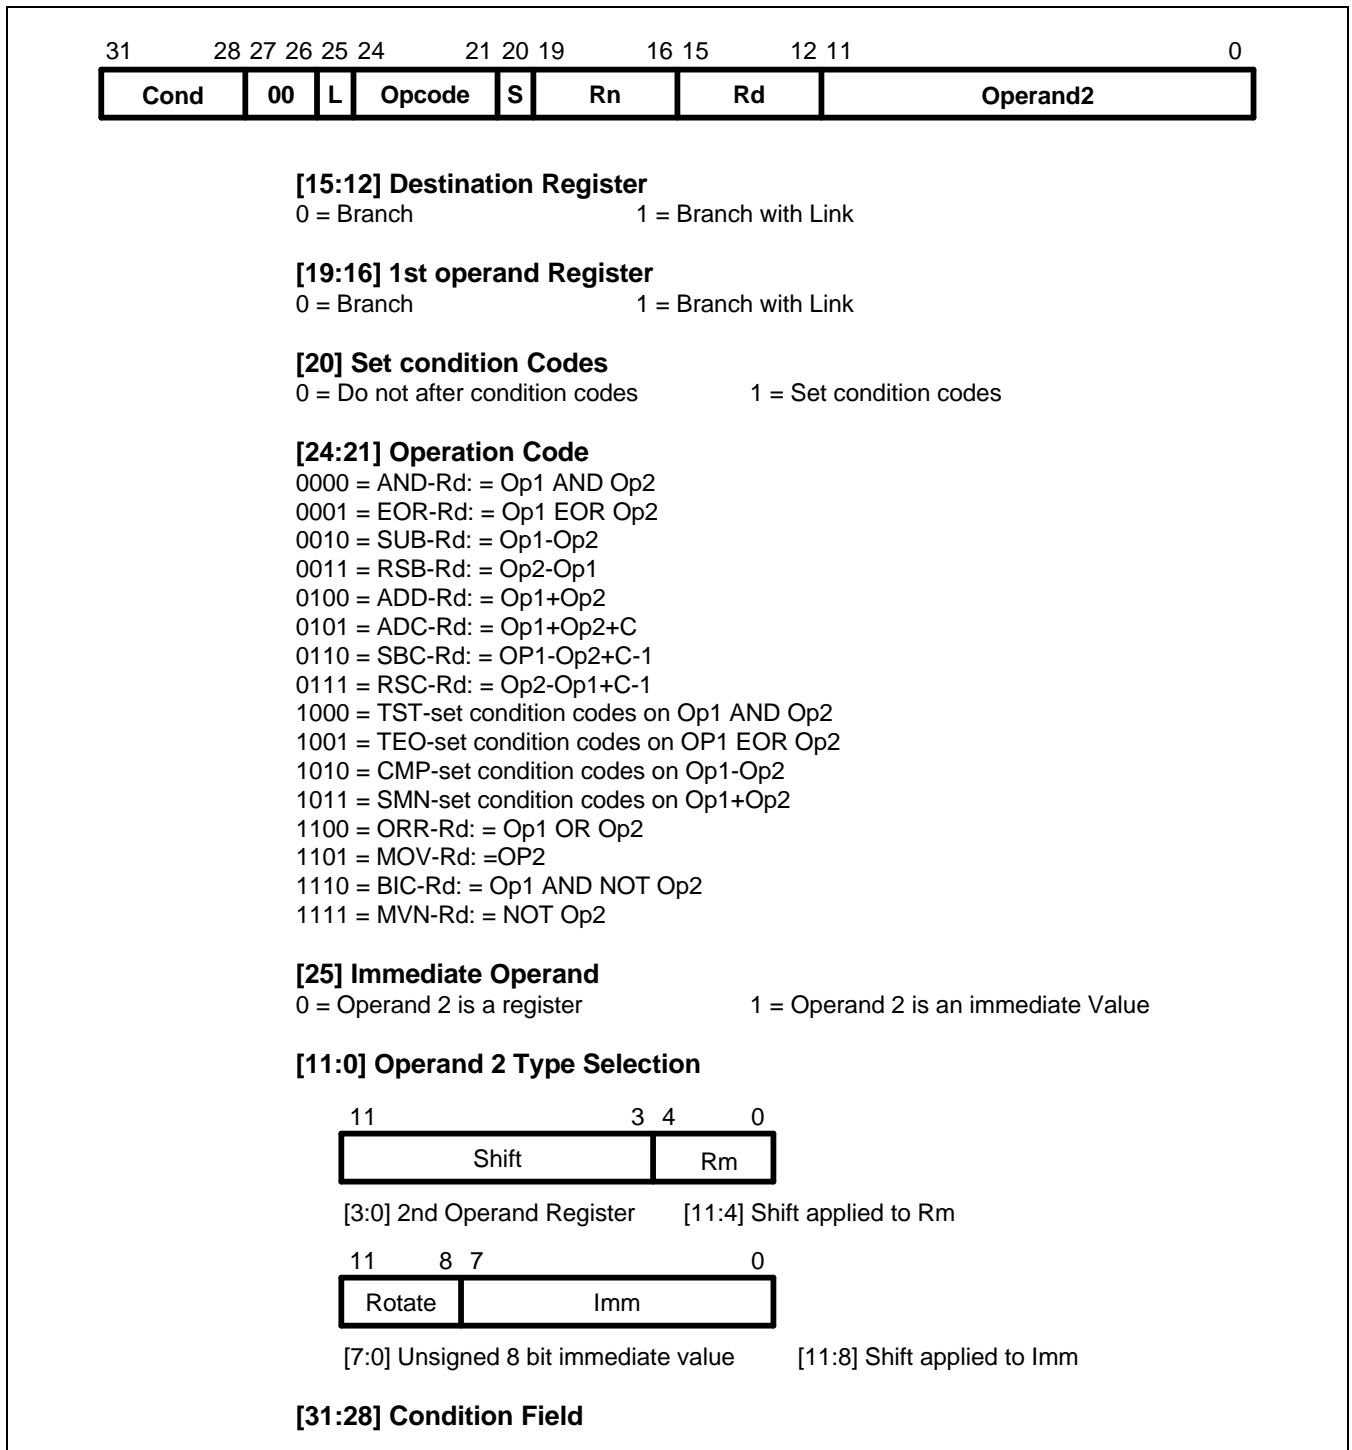 31 28 27 26 25 24 21 20 19 16 15 12 11 0
Cond 00 L Opcode S Rn Rd Operand2
[15:12] Destination Register
0 = Branch 1 = Branch with Link
[19:16] 1st operand Register
0 = Branch 1 = Branch with Link
[20] Set condition Codes
0 = Do not after condition codes 1 = Set condition codes
[24:21] Operation Code
0000 = AND-Rd: = Op1 AND Op2
0001 = EOR-Rd: = Op1 EOR Op2
0010 = SUB-Rd: = Op1-Op2
0011 = RSB-Rd: = Op2-Op1
0100 = ADD-Rd: = Op1+Op2
0101 = ADC-Rd: = Op1+Op2+C
0110 = SBC-Rd: = OP1-Op2+C-1
0111 = RSC-Rd: = Op2-Op1+C-1
1000 = TST-set condition codes on Op1 AND Op2
1001 = TEO-set condition codes on OP1 EOR Op2
1010 = CMP-set condition codes on Op1-Op2
1011 = SMN-set condition codes on Op1+Op2
1100 = ORR-Rd: = Op1 OR Op2
1101 = MOV-Rd: =OP2
1110 = BIC-Rd: = Op1 AND NOT Op2
1111 = MVN-Rd: = NOT Op2
[25] Immediate Operand
0 = Operand 2 is a register 1 = Operand 2 is an immediate Value
[11:0] Operand 2 Type Selection
11 3 4 0
Shift Rm
[3:0] 2nd Operand Register [11:4] Shift applied to Rm
11 8 7 0
Rotate Imm
[7:0] Unsigned 8 bit immediate value [11:8] Shift applied to Imm
[31:28] Condition Field